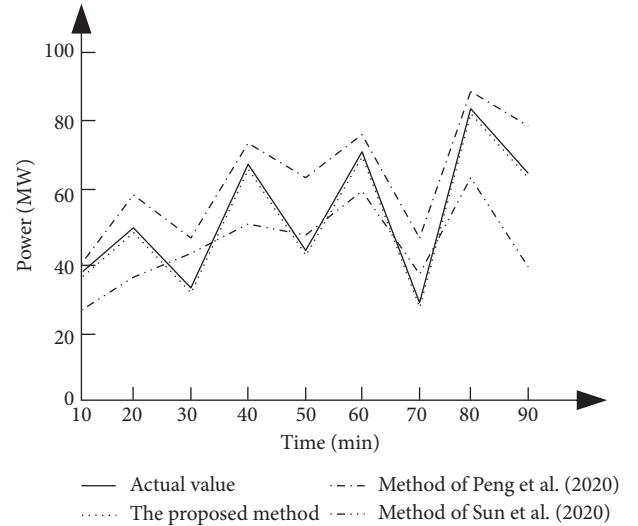 100
80
60
40
20
0
Power (MW)
10 20 30 40 50 60 70 80 90
Time (min)
Actual value
The proposed method
Method of Peng et al. (2020)
Method of Sun et al. (2020)